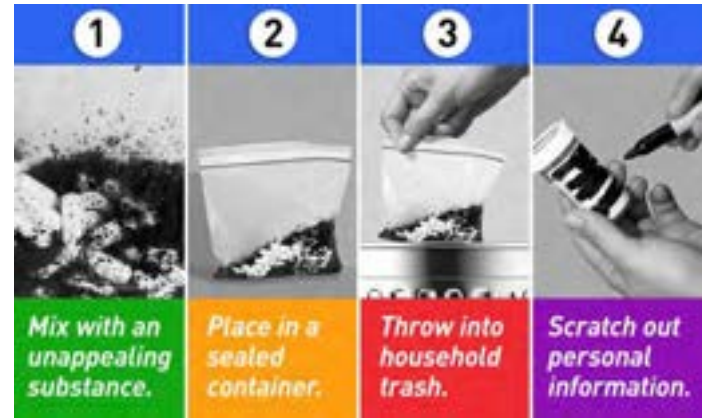 1
Mix with an
unappealing
substance.
2
Place in a
sealed
container.
3
Throw into
household
trash.
4
Scratch out
personal
information.